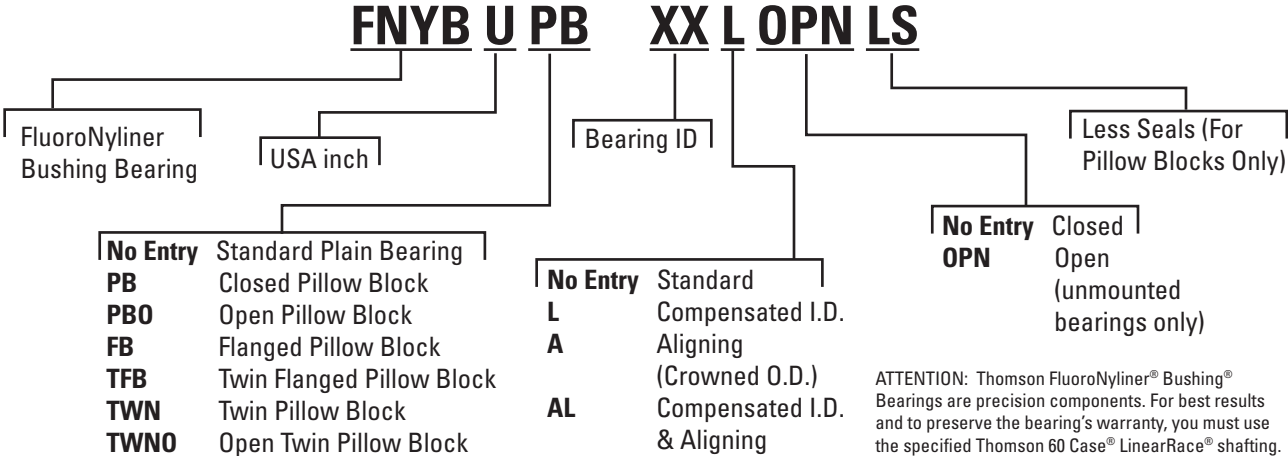 FNYB U PB XX L OPN LS
FluoroNyliner
Bushing Bearing
USA inch
Bearing ID
Less Seals (For
Pillow Blocks Only)
No Entry Standard Plain Bearing
PB Closed Pillow Block
PBO Open Pillow Block
FB Flanged Pillow Block
TFB Twin Flanged Pillow Block
TWN Twin Pillow Block
TWNO Open Twin Pillow Block
No Entry Standard
L Compensated I.D.
A Aligning
(Crowned O.D.)
AL Compensated I.D.
& Aligning
No Entry Closed
OPN Open
(unmounted
bearings only)
ATTENTION: Thomson FluoroNyliner® Bushing®
Bearings are precision components. For best results
and to preserve the bearing's warranty, you must use
the specified Thomson 60 Case® LinearRace® shafting.